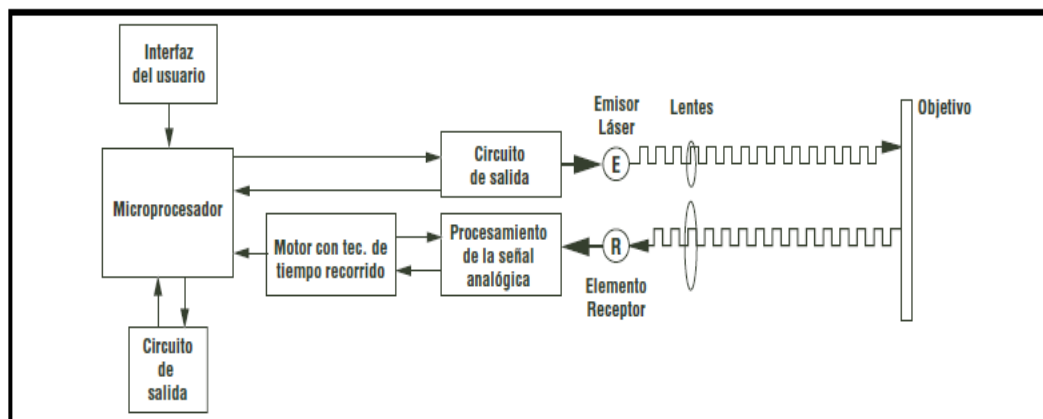 Interfaz
del usuario
Emisor
Láser
Lentes
Objetivo
Circuito
de salida
E
Microprocesador
Motor con tec. de
tiempo recorrido
Procesamiento
de la señal
analógica
R
Elemento
Receptor
Circuito
de
salida